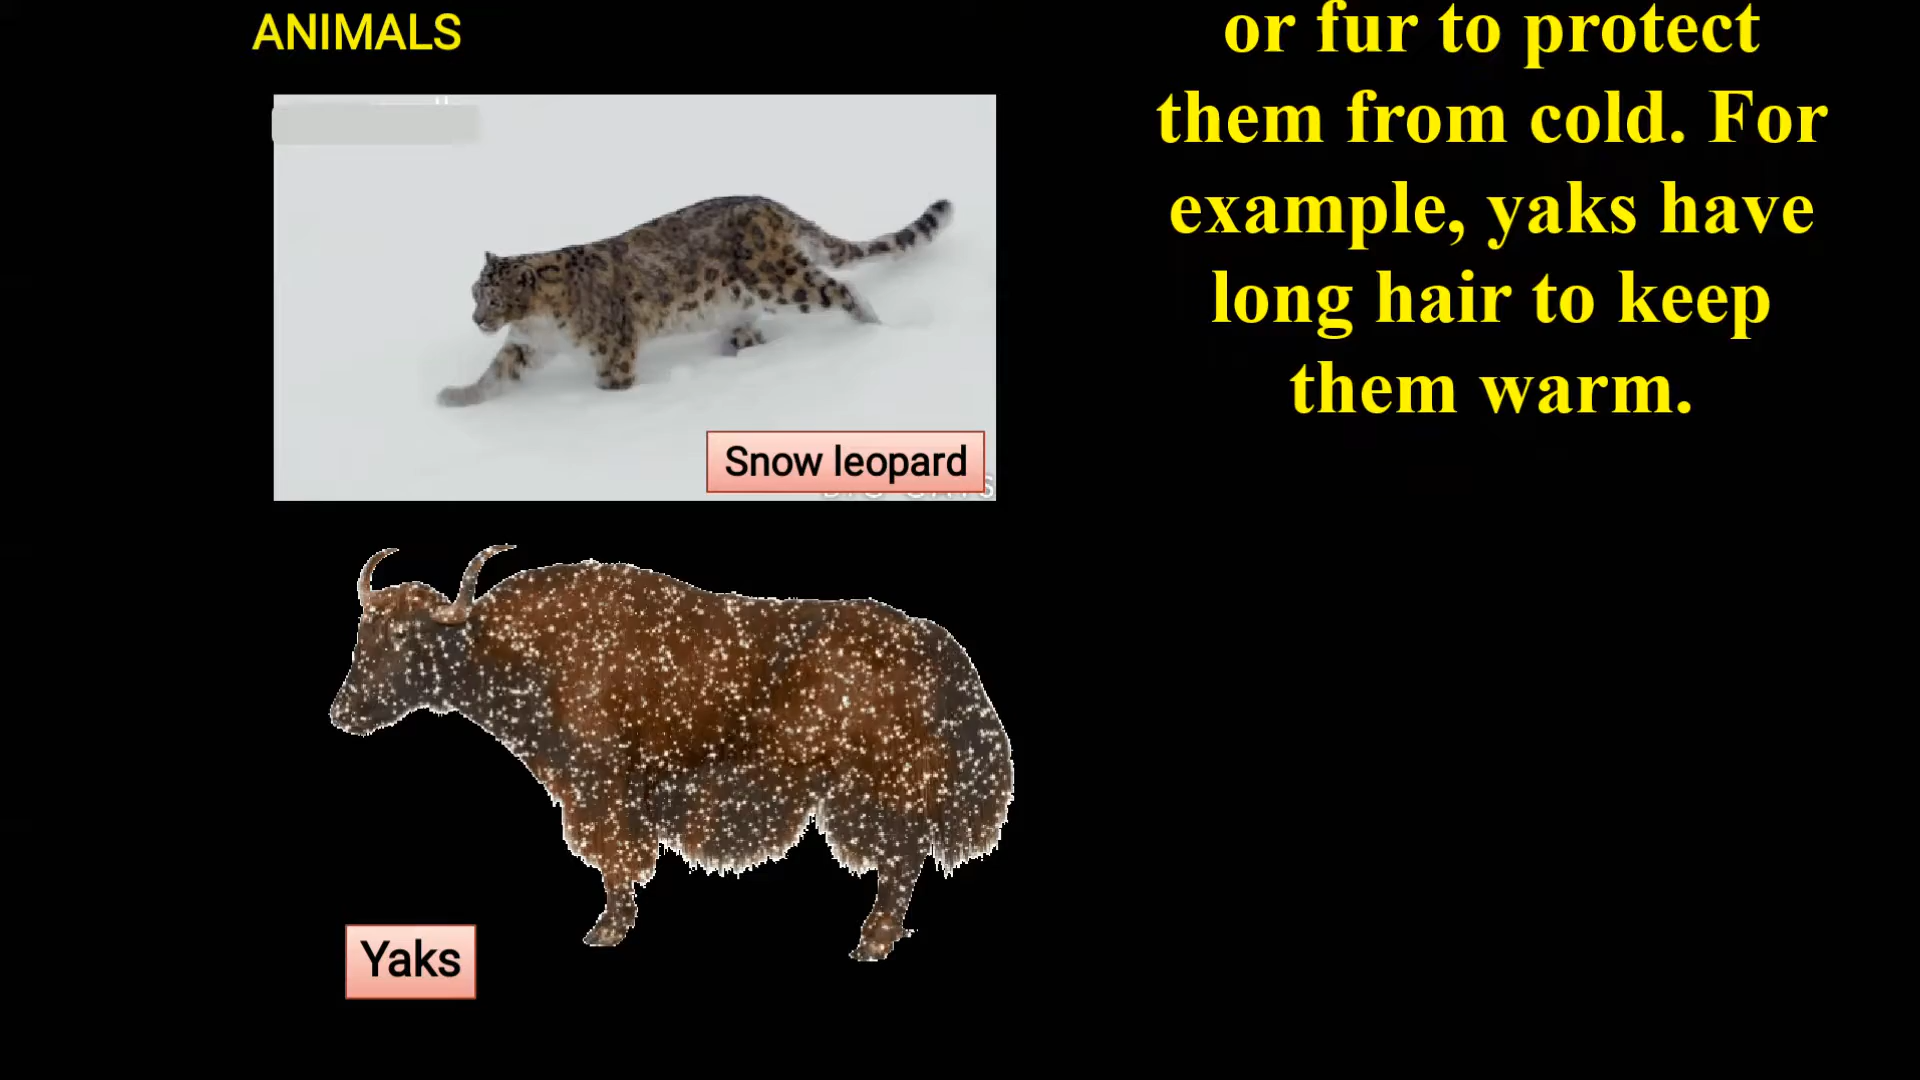 ANIMALS
or fur to protect
them from cold. For
example, yaks have
long hair to keep
them warm.
Snow leopard
Yaks